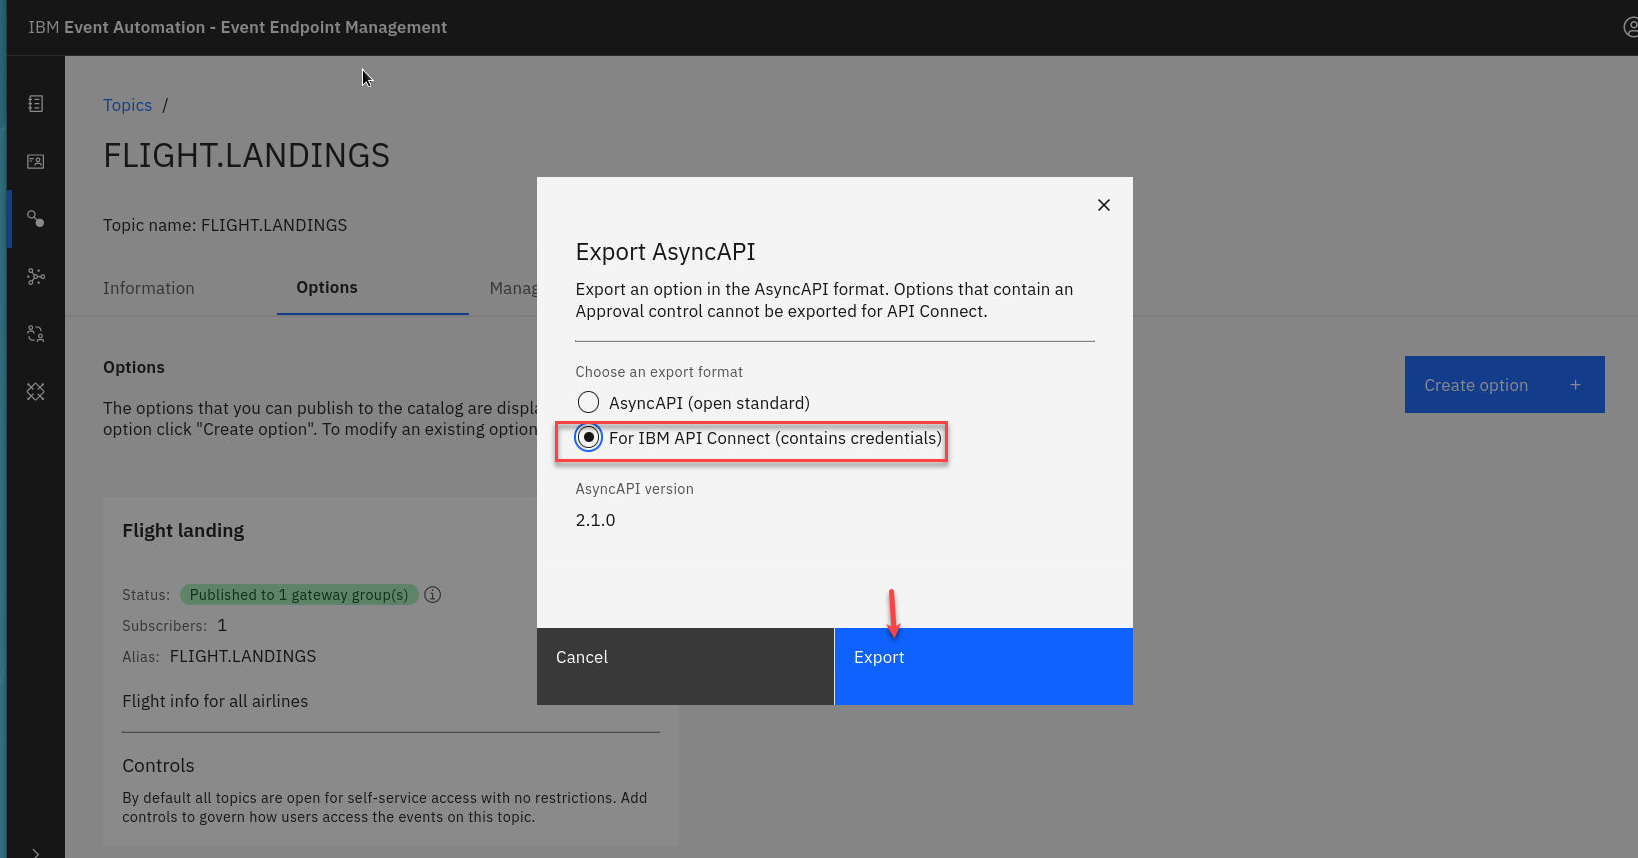 IBM Event Automation - Event Endpoint Management
Topics /
FLIGHT.LANDINGS
Topic name: FLIGHT.LANDINGS
Information
Options
Manag
Options
The options that you can publish to the catalog are displ
option click "Create option". To modify an existing option
Create option +
Flight landing
Status: Published to 1 gateway group(s)
Subscribers: 1
Alias: FLIGHT.LANDINGS
Flight info for all airlines
Controls
By default all topics are open for self-service access with no restrictions. Add
controls to govern how users access the events on this topic.
Export AsyncAPI
Export an option in the AsyncAPI format. Options that contain an
Approval control cannot be exported for API Connect.
Choose an export format
AsyncAPI (open standard)
For IBM API Connect (contains credentials)
AsyncAPI version
2.1.0
Cancel
Export